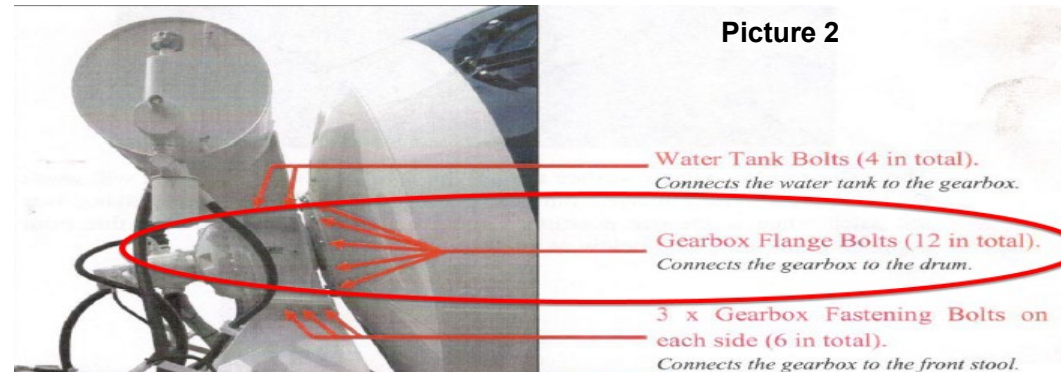 Picture 2
Water Tank Bolts (4 in total).
Connects the water tank to the gearbox.
Gearbox Flange Bolts (12 in total).
Connects the gearbox to the drum.
3 x Gearbox Fastening Bolts on
each side (6 in total).
Connects the gearbox to the front stool.